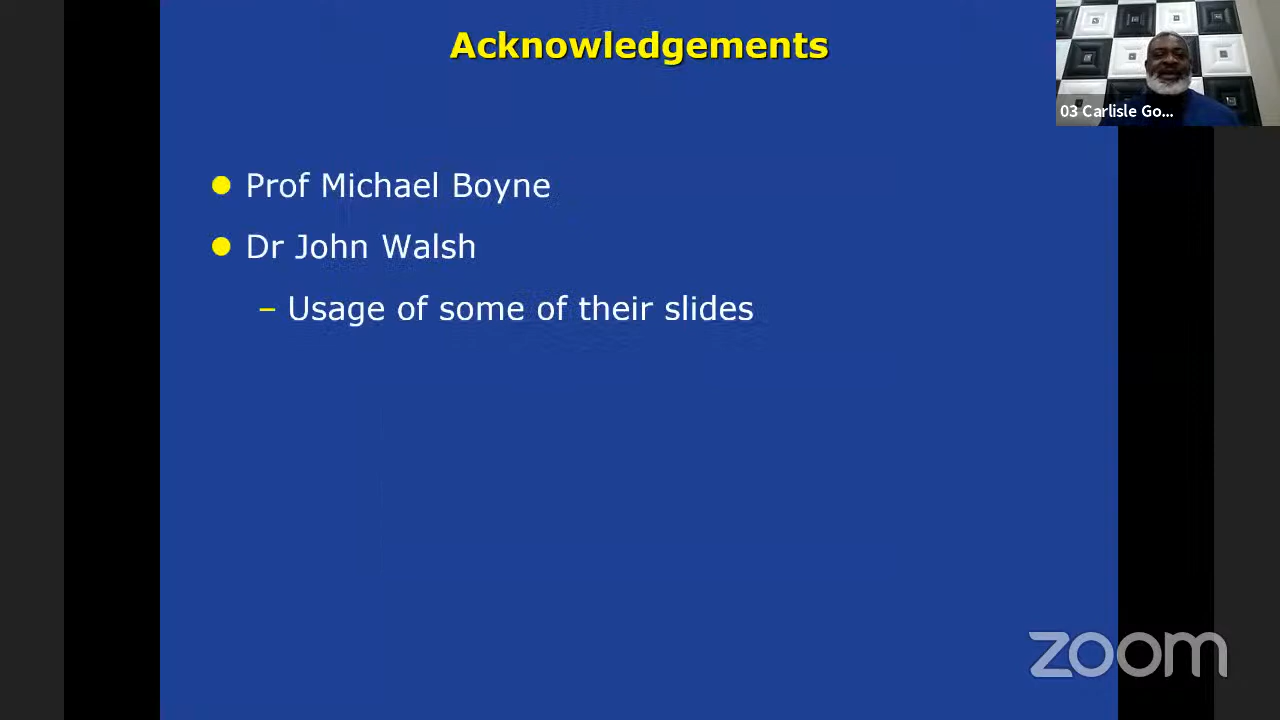 Acknowledgements
03 Carlisle Go...
Prof Michael Boyne
Dr John Walsh
– Usage of some of their slides
zoom